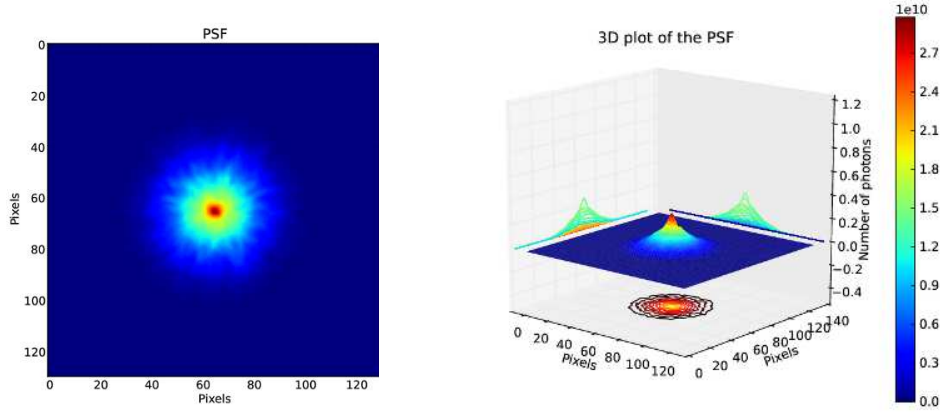 PSF
0
20
40
60
80
100
120
Pixels
0 20 40 60 80 100 120
Pixels
3D plot of the PSF
1.2
1.0
0.8
0.6
0.4
0.2
0.0
−0.2
−0.4
Number of photons
0 20 40 60 80 100 120
Pixels
0 20 40 60 80 100 120 140
Pixels
1e10
2.7
2.4
2.1
1.8
1.5
1.2
0.9
0.6
0.3
0.0